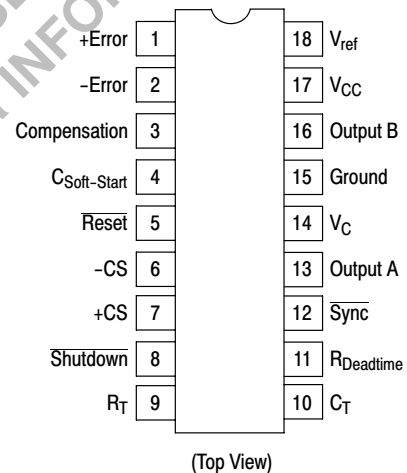 +Error 1 18 Vref
-Error 2 17 VCC
Compensation 3 16 Output B
CSoft-Start 4 15 Ground
Reset 5 14 VC
-CS 6 13 Output A
+CS 7 12 Sync
Shutdown 8 11 RDeadtime
RT 9 10 CT
(Top View)